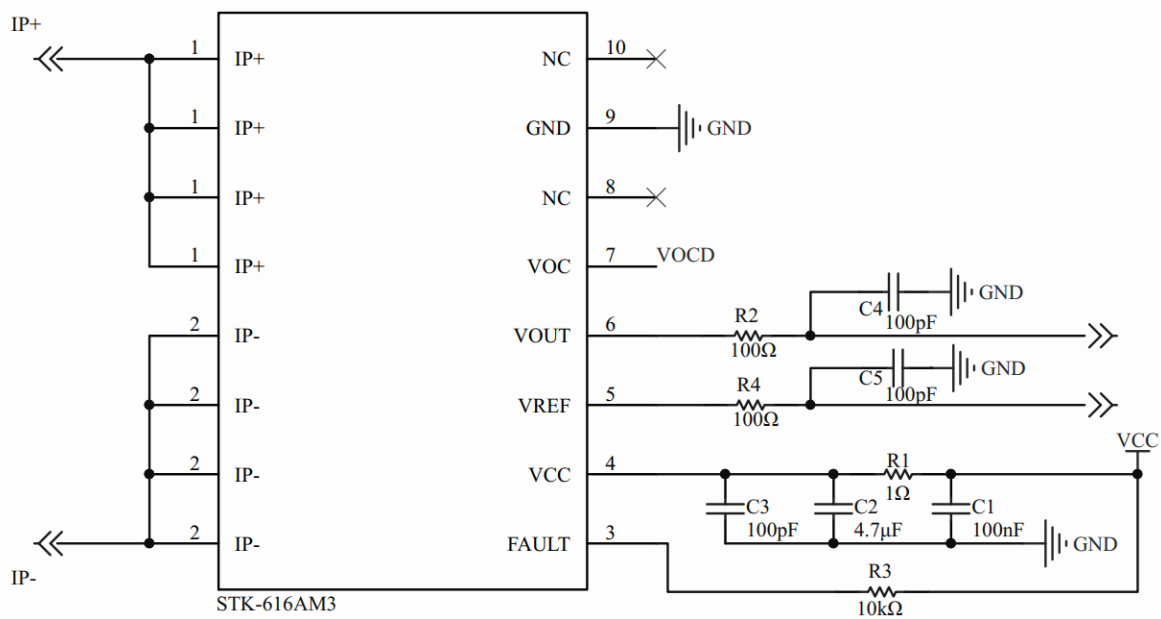 IP+
1 IP+ NC 10
1 IP+ GND 9 GND
1 IP+ NC 8
1 IP+ VOC 7 VOCD
C4 100pF GND
2 IP- VOUT 6 R2 100Ω
C5 100pF GND
2 IP- VREF 5 R4 100Ω
VCC
2 IP- VCC 4 R1 1Ω
C3 100pF C2 4.7μF C1 100nF GND
2 IP- FAULT 3
IP-
R3 10kΩ
STK-616AM3